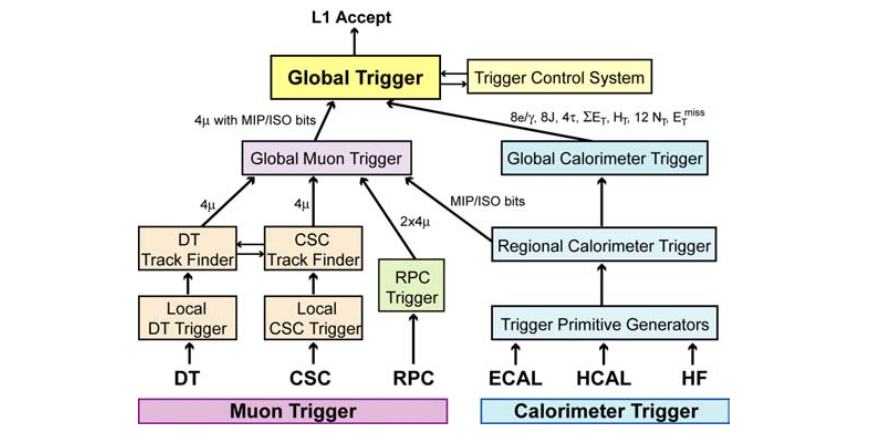 L1 Accept
Global Trigger
Trigger Control System
4μ with MIP/ISO bits
8e/γ, 8J, 4τ, ΣE_T, H_T, 12 N_T, E_T^miss
Global Muon Trigger
Global Calorimeter Trigger
4μ
4μ
2x4μ
MIP/ISO bits
DT
Track Finder
CSC
Track Finder
Regional Calorimeter Trigger
RPC
Trigger
Local
DT Trigger
Local
CSC Trigger
Trigger Primitive Generators
DT
CSC
RPC
ECAL
HCAL
HF
Muon Trigger
Calorimeter Trigger